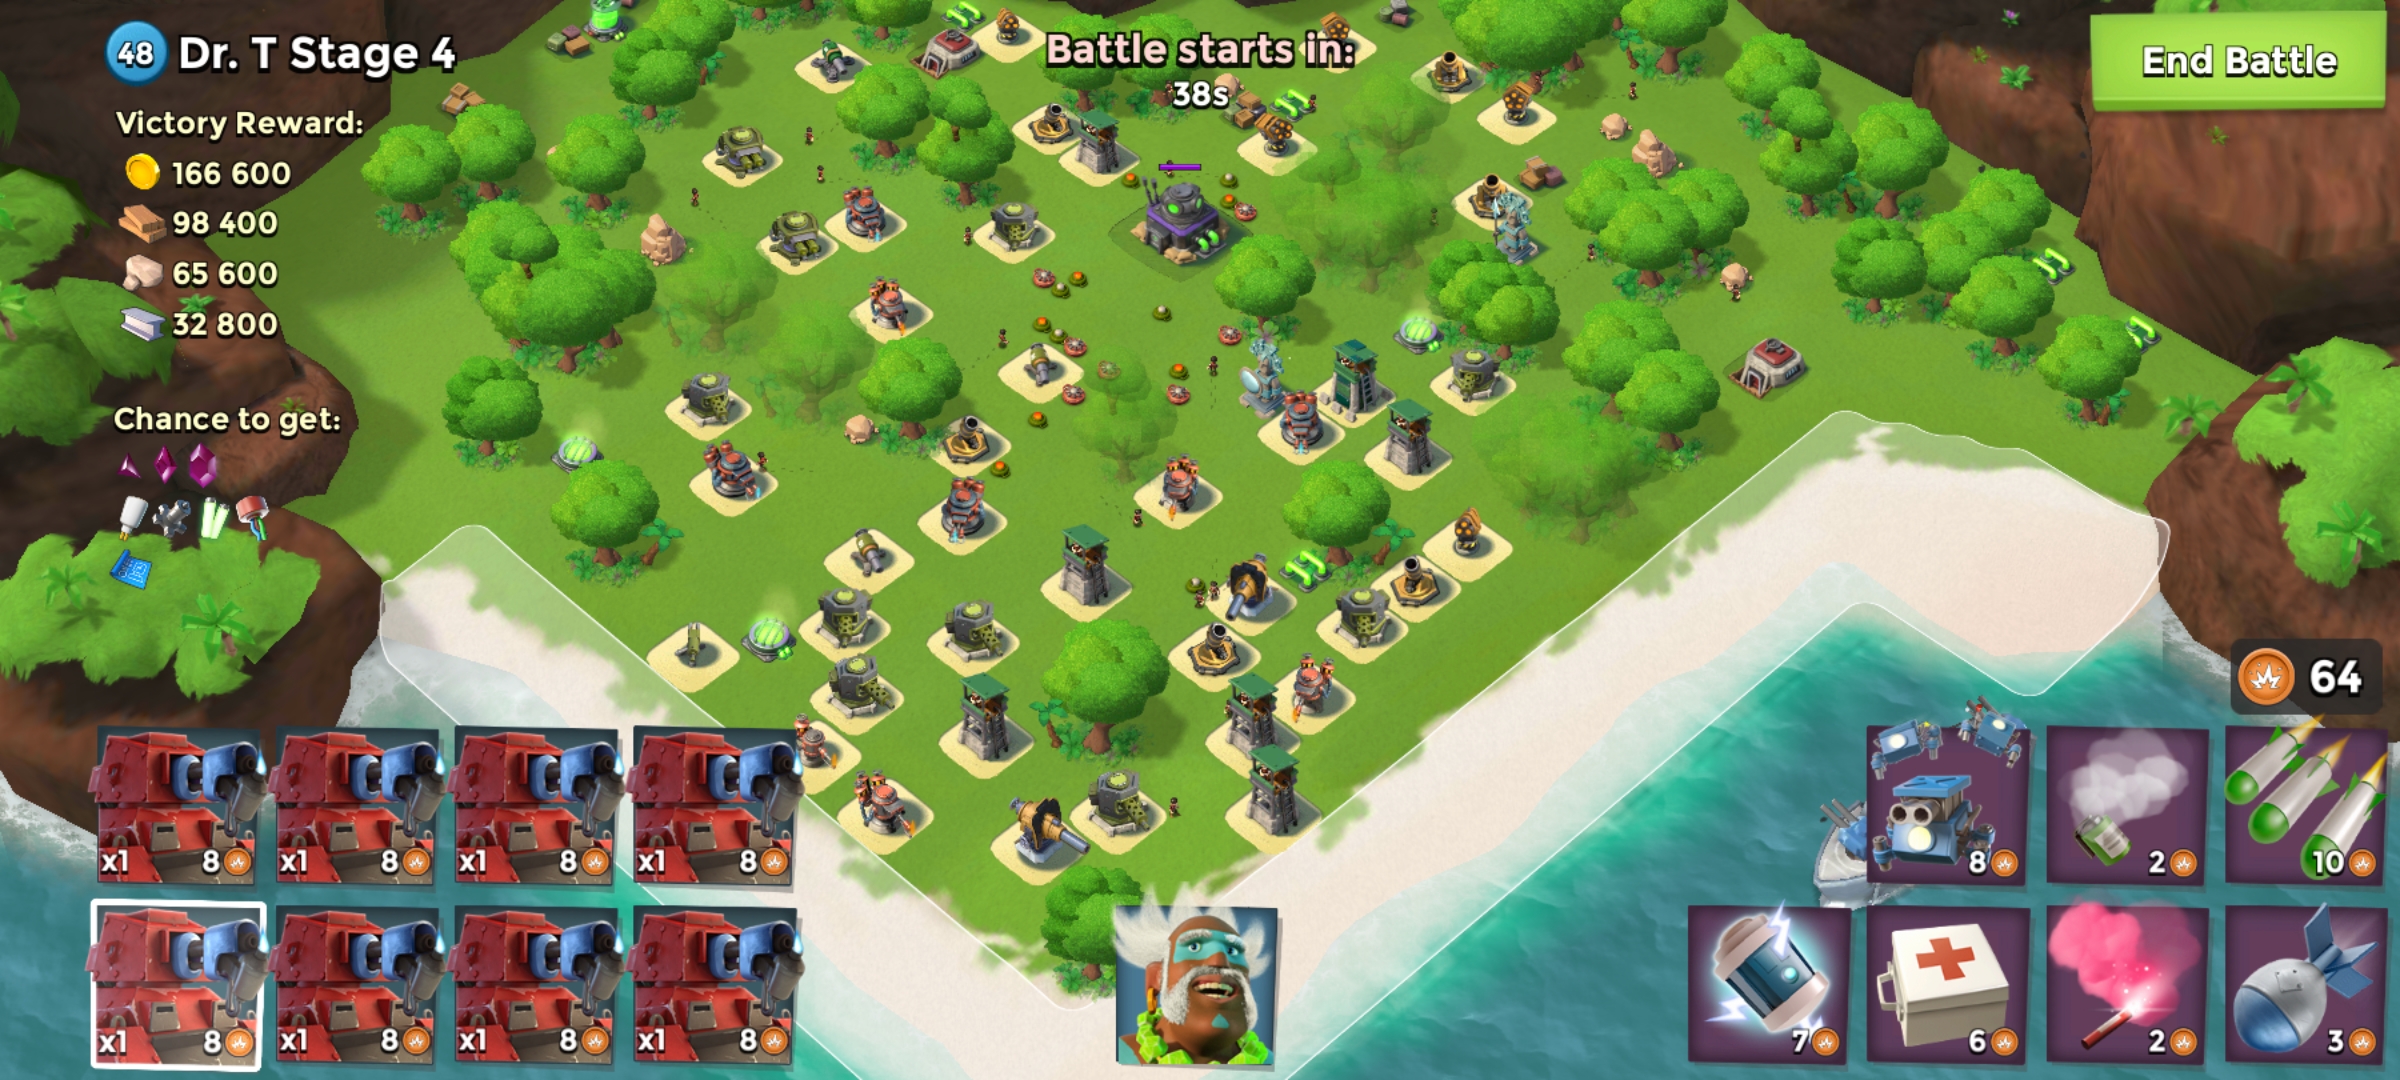 48 Dr. T Stage 4
Battle starts in:
38s
End Battle
Victory Reward:
166 600
98 400
65 600
32 800
Chance to get:
64
x1 8
x1 8
x1 8
x1 8
8
2
10
x1 8
x1 8
x1 8
x1 8
7
6
2
3